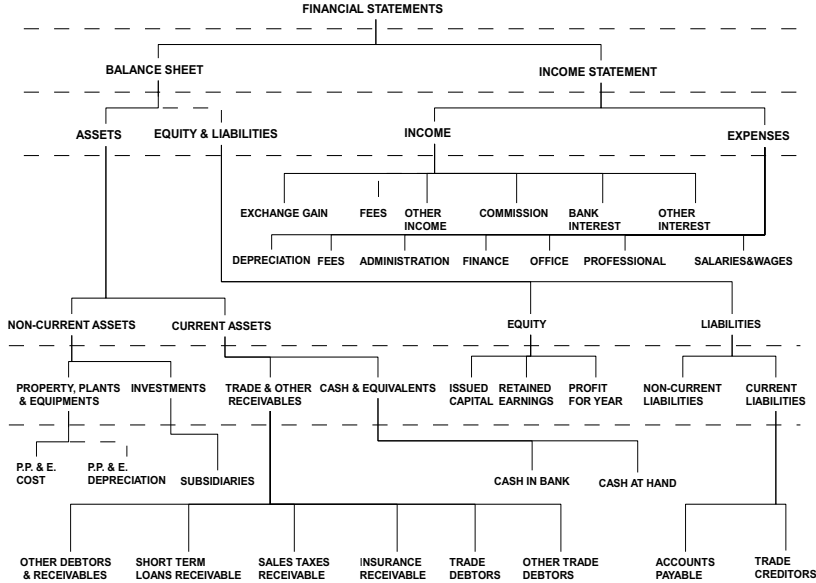 FINANCIAL STATEMENTS
BALANCE SHEET
INCOME STATEMENT
ASSETS
EQUITY & LIABILITIES
INCOME
EXPENSES
EXCHANGE GAIN
FEES
OTHER
INCOME
COMMISSION
BANK
INTEREST
OTHER
INTEREST
DEPRECIATION
FEES
ADMINISTRATION
FINANCE
OFFICE
PROFESSIONAL
SALARIES&WAGES
NON-CURRENT ASSETS
CURRENT ASSETS
EQUITY
LIABILITIES
PROPERTY, PLANTS
& EQUIPMENTS
INVESTMENTS
TRADE & OTHER
RECEIVABLES
CASH & EQUIVALENTS
ISSUED
CAPITAL
RETAINED
EARNINGS
PROFIT
FOR YEAR
NON-CURRENT
LIABILITIES
CURRENT
LIABILITIES
P.P. & E.
COST
P.P. & E.
DEPRECIATION
SUBSIDIARIES
CASH IN BANK
CASH AT HAND
OTHER DEBTORS
& RECEIVABLES
SHORT TERM
LOANS RECEIVABLE
SALES TAXES
RECEIVABLE
INSURANCE
RECEIVABLE
TRADE
DEBTORS
OTHER TRADE
DEBTORS
ACCOUNTS
PAYABLE
TRADE
CREDITORS